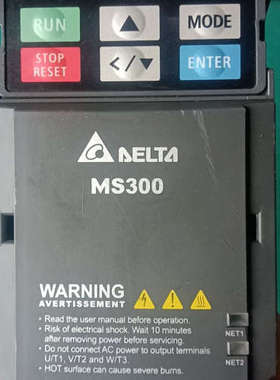 RUN
MODE
STOP
RESET
</▼
ENTER
DELTA
MS300
WARNING
AVERTISSEMENT
• Read the user manual before operation.
• Risk of electrical shock. Wait 10 minutes
after removing power before servicing.
• Do not connect AC power to output terminals
U/T1, V/T2 and W/T3.
• HOT surface can cause severe burns.
NET1
NET2